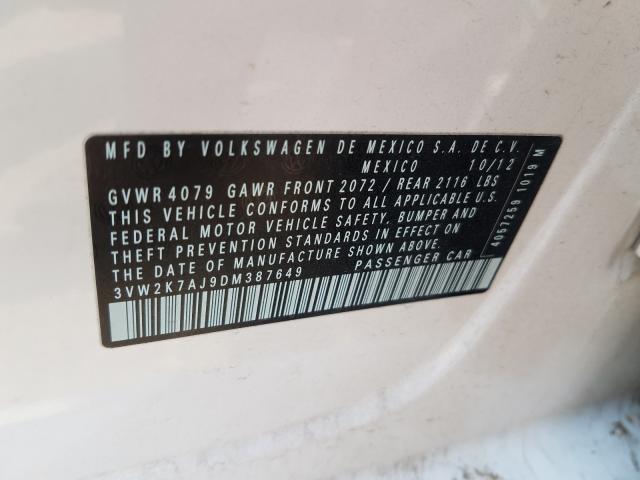 MFD BY VOLKSWAGEN DE MEXICO S.A. DE C.V.
MEXICO 10/12
GVWR 4079 GAWR FRONT 2072 / REAR 2116 LBS
THIS VEHICLE CONFORMS TO ALL APPLICABLE U.S.
FEDERAL MOTOR VEHICLE SAFETY, BUMPER AND
THEFT PREVENTION STANDARDS IN EFFECT ON
THE DATE OF MANUFACTURE SHOWN ABOVE.
3VW2K7AJ9DM387649 PASSENGER CAR
4057259 1019 M